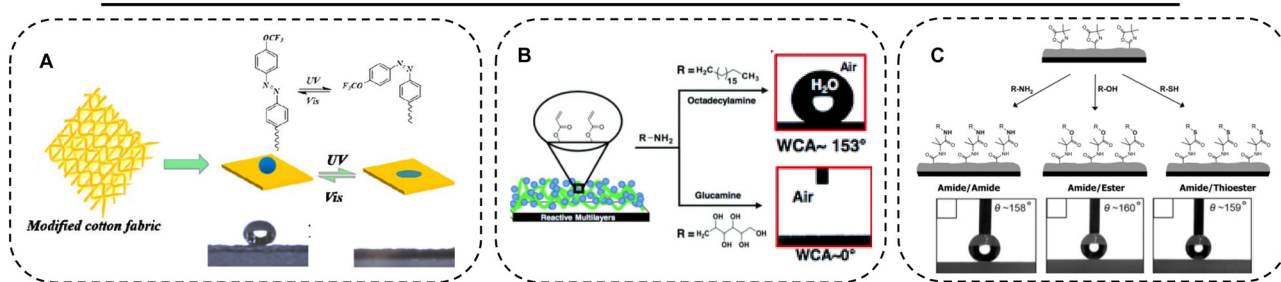 A
OCF₃
N
N
UV
Vis
F₃CO
N
N
UV
Vis
Modified cotton fabric
B
O
O
O
O
Reactive Multilayers
R-NH₂
R=H₂C
15
CH₃
Octadecylamine
Air
H₂O
WCA~ 153°
Glucamine
R=H₂C
OH
OH
OH
OH
OH
Air
WCA~0°
C
R-NH₂
R-OH
R-SH
Amide/Amide
Amide/Ester
Amide/Thioester
θ ~158°
θ ~160°
θ ~159°